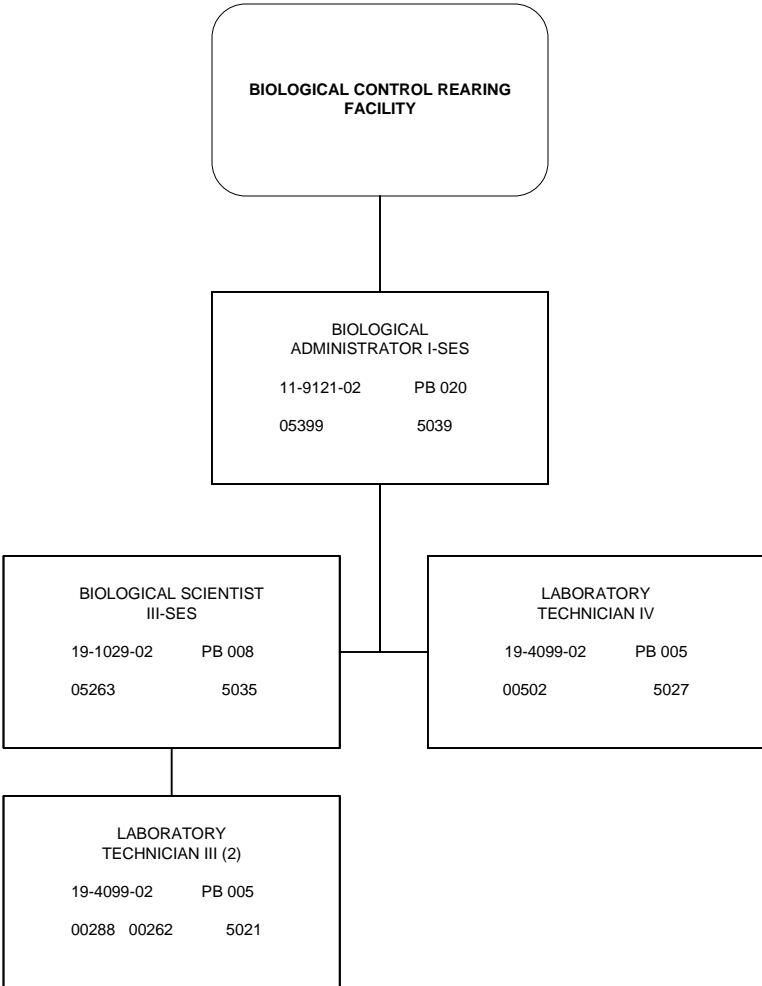 BIOLOGICAL CONTROL REARING
FACILITY
BIOLOGICAL
ADMINISTRATOR I-SES
11-9121-02 PB 020
05399 5039
BIOLOGICAL SCIENTIST
III-SES
19-1029-02 PB 008
05263 5035
LABORATORY
TECHNICIAN IV
19-4099-02 PB 005
00502 5027
LABORATORY
TECHNICIAN III (2)
19-4099-02 PB 005
00288 00262 5021